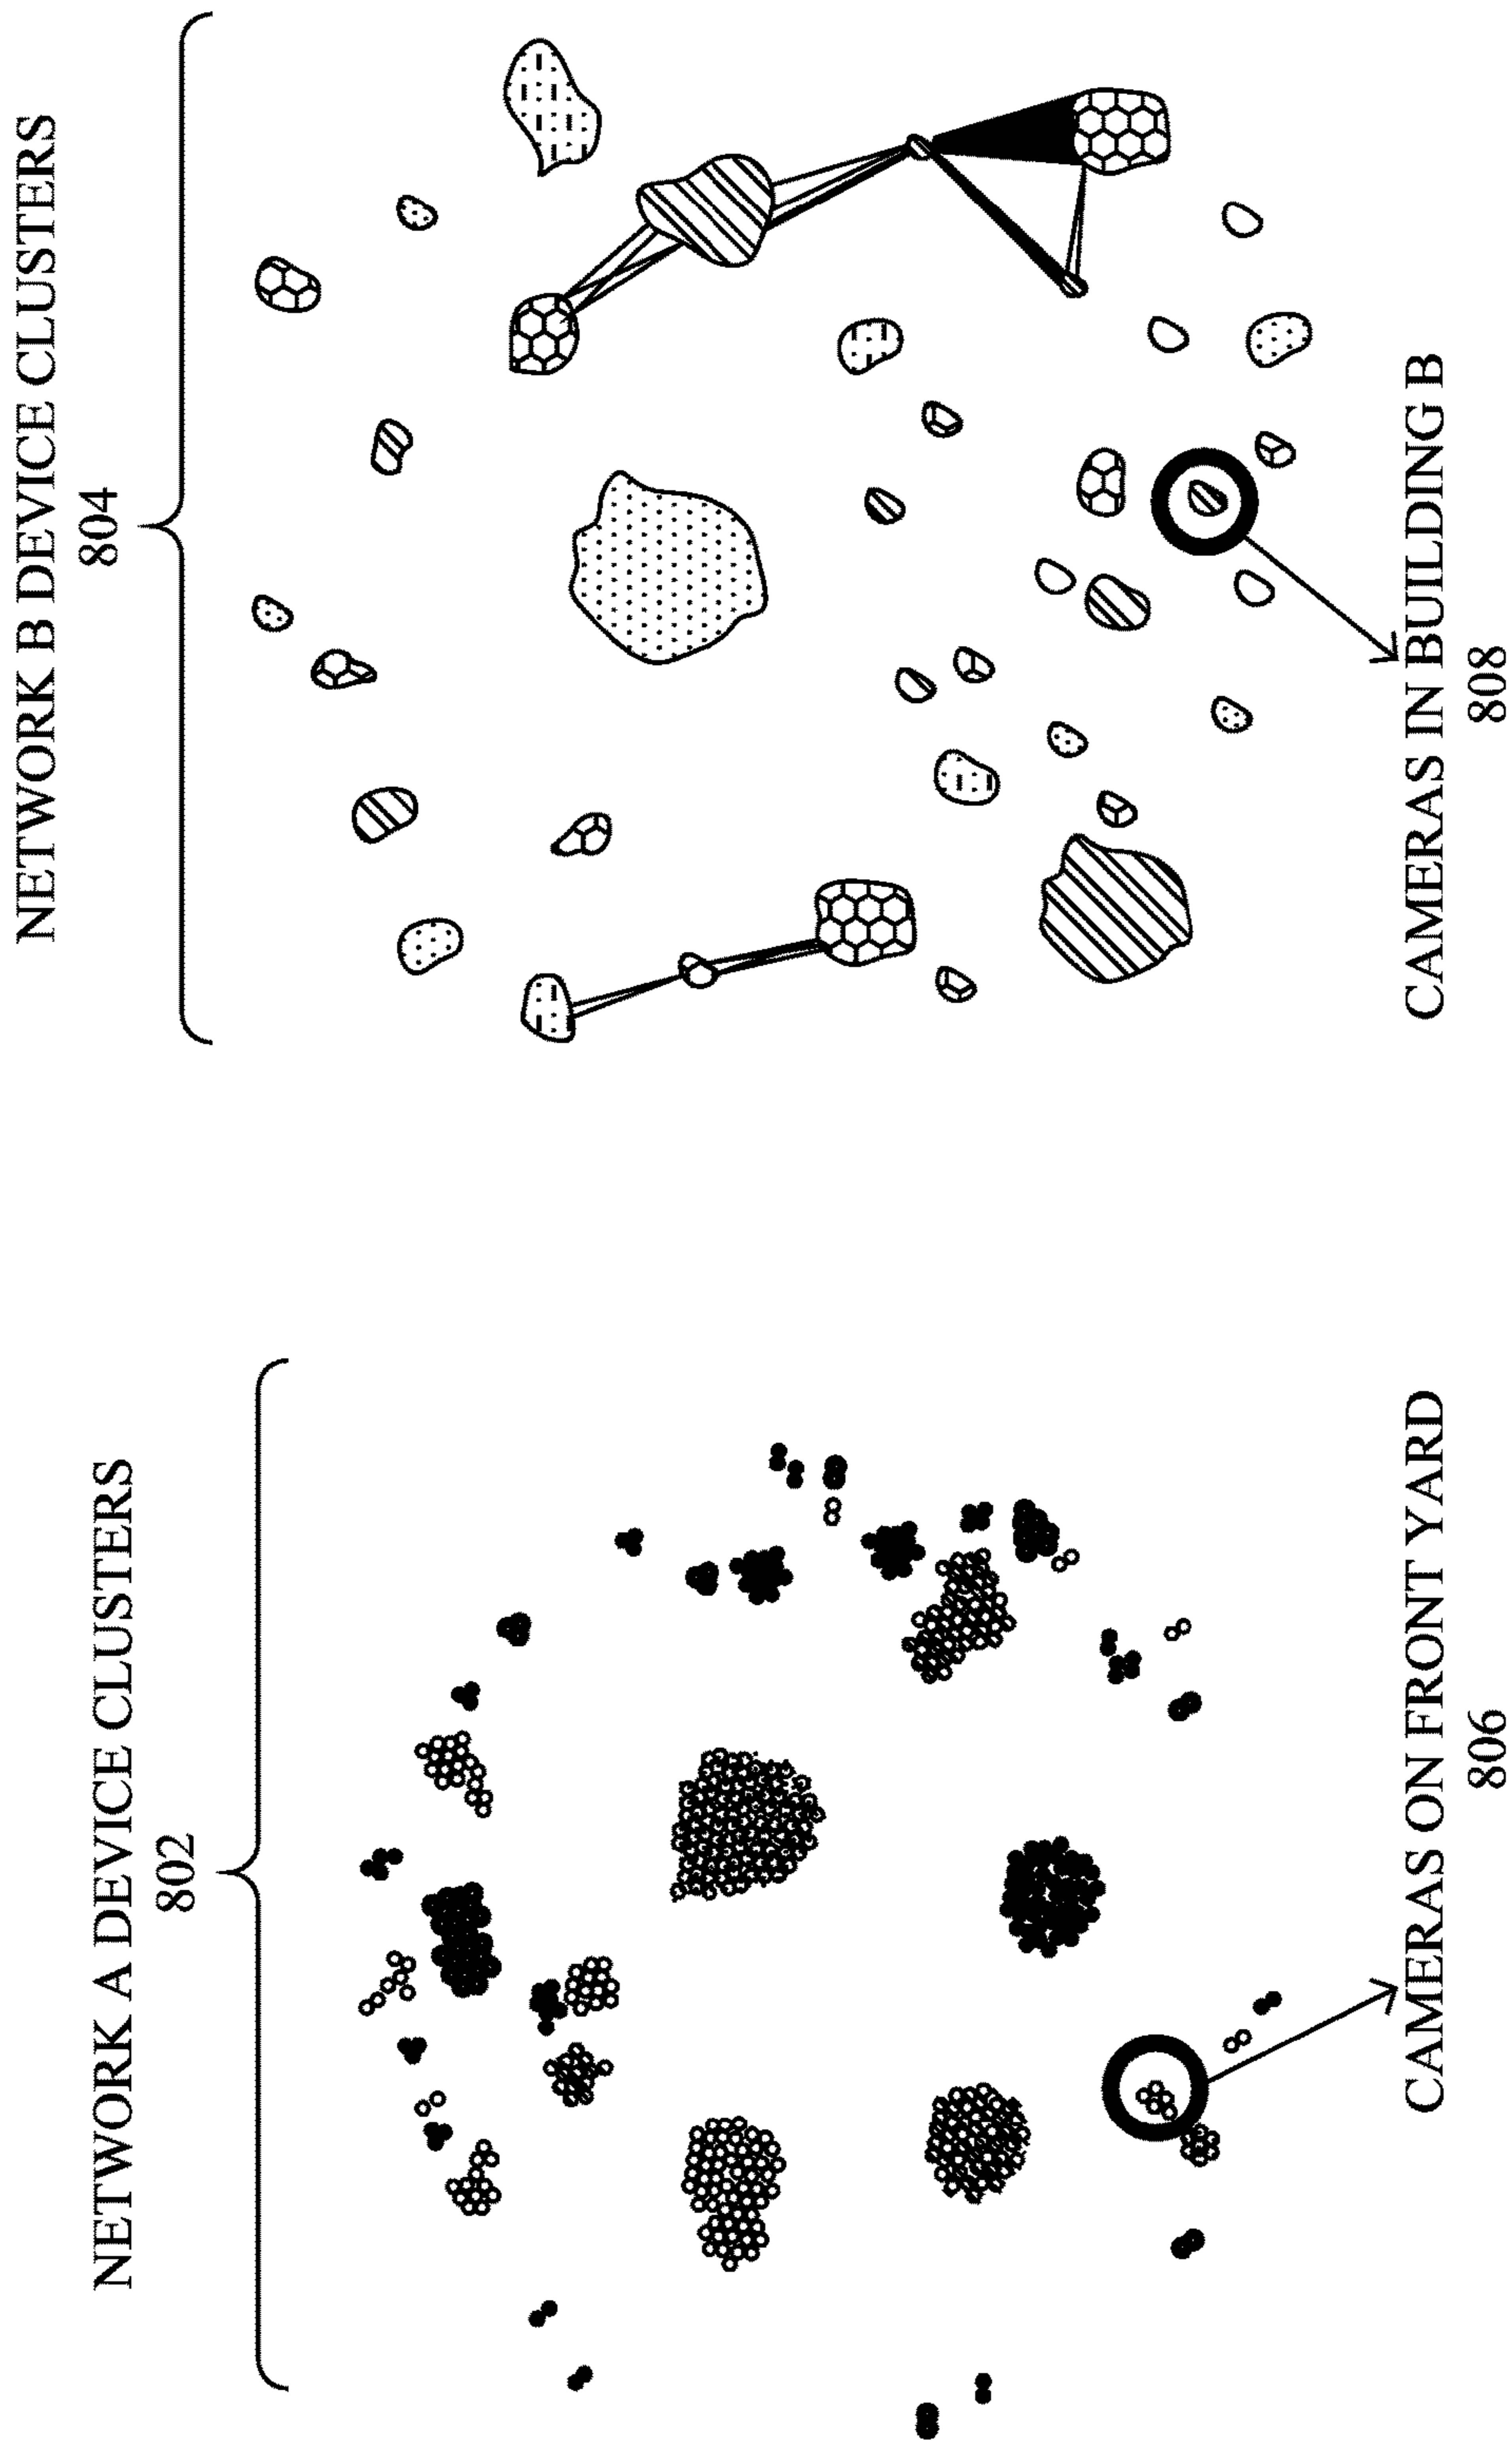 NETWORK A DEVICE CLUSTERS
802
CAMERAS ON FRONT YARD
806
NETWORK B DEVICE CLUSTERS
804
CAMERAS IN BUILDING B
808